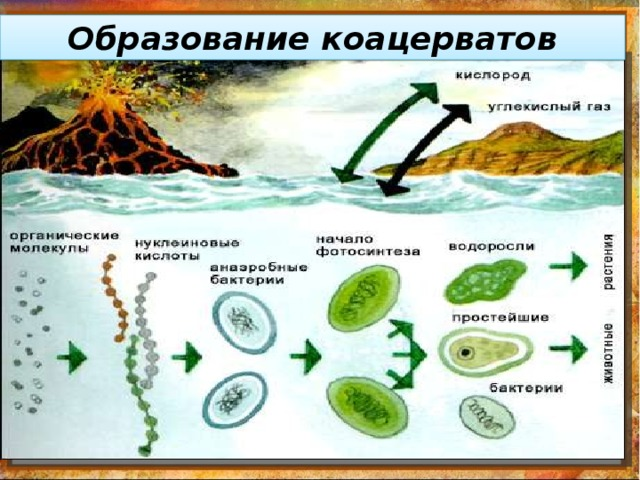 Образование коацерватов
кислород
углекислый газ
органические
молекулы
нуклеиновые
кислоты
анаэробные
бактерии
начало
фотосинтеза
водоросли
растения
простейшие
животные
бактерии